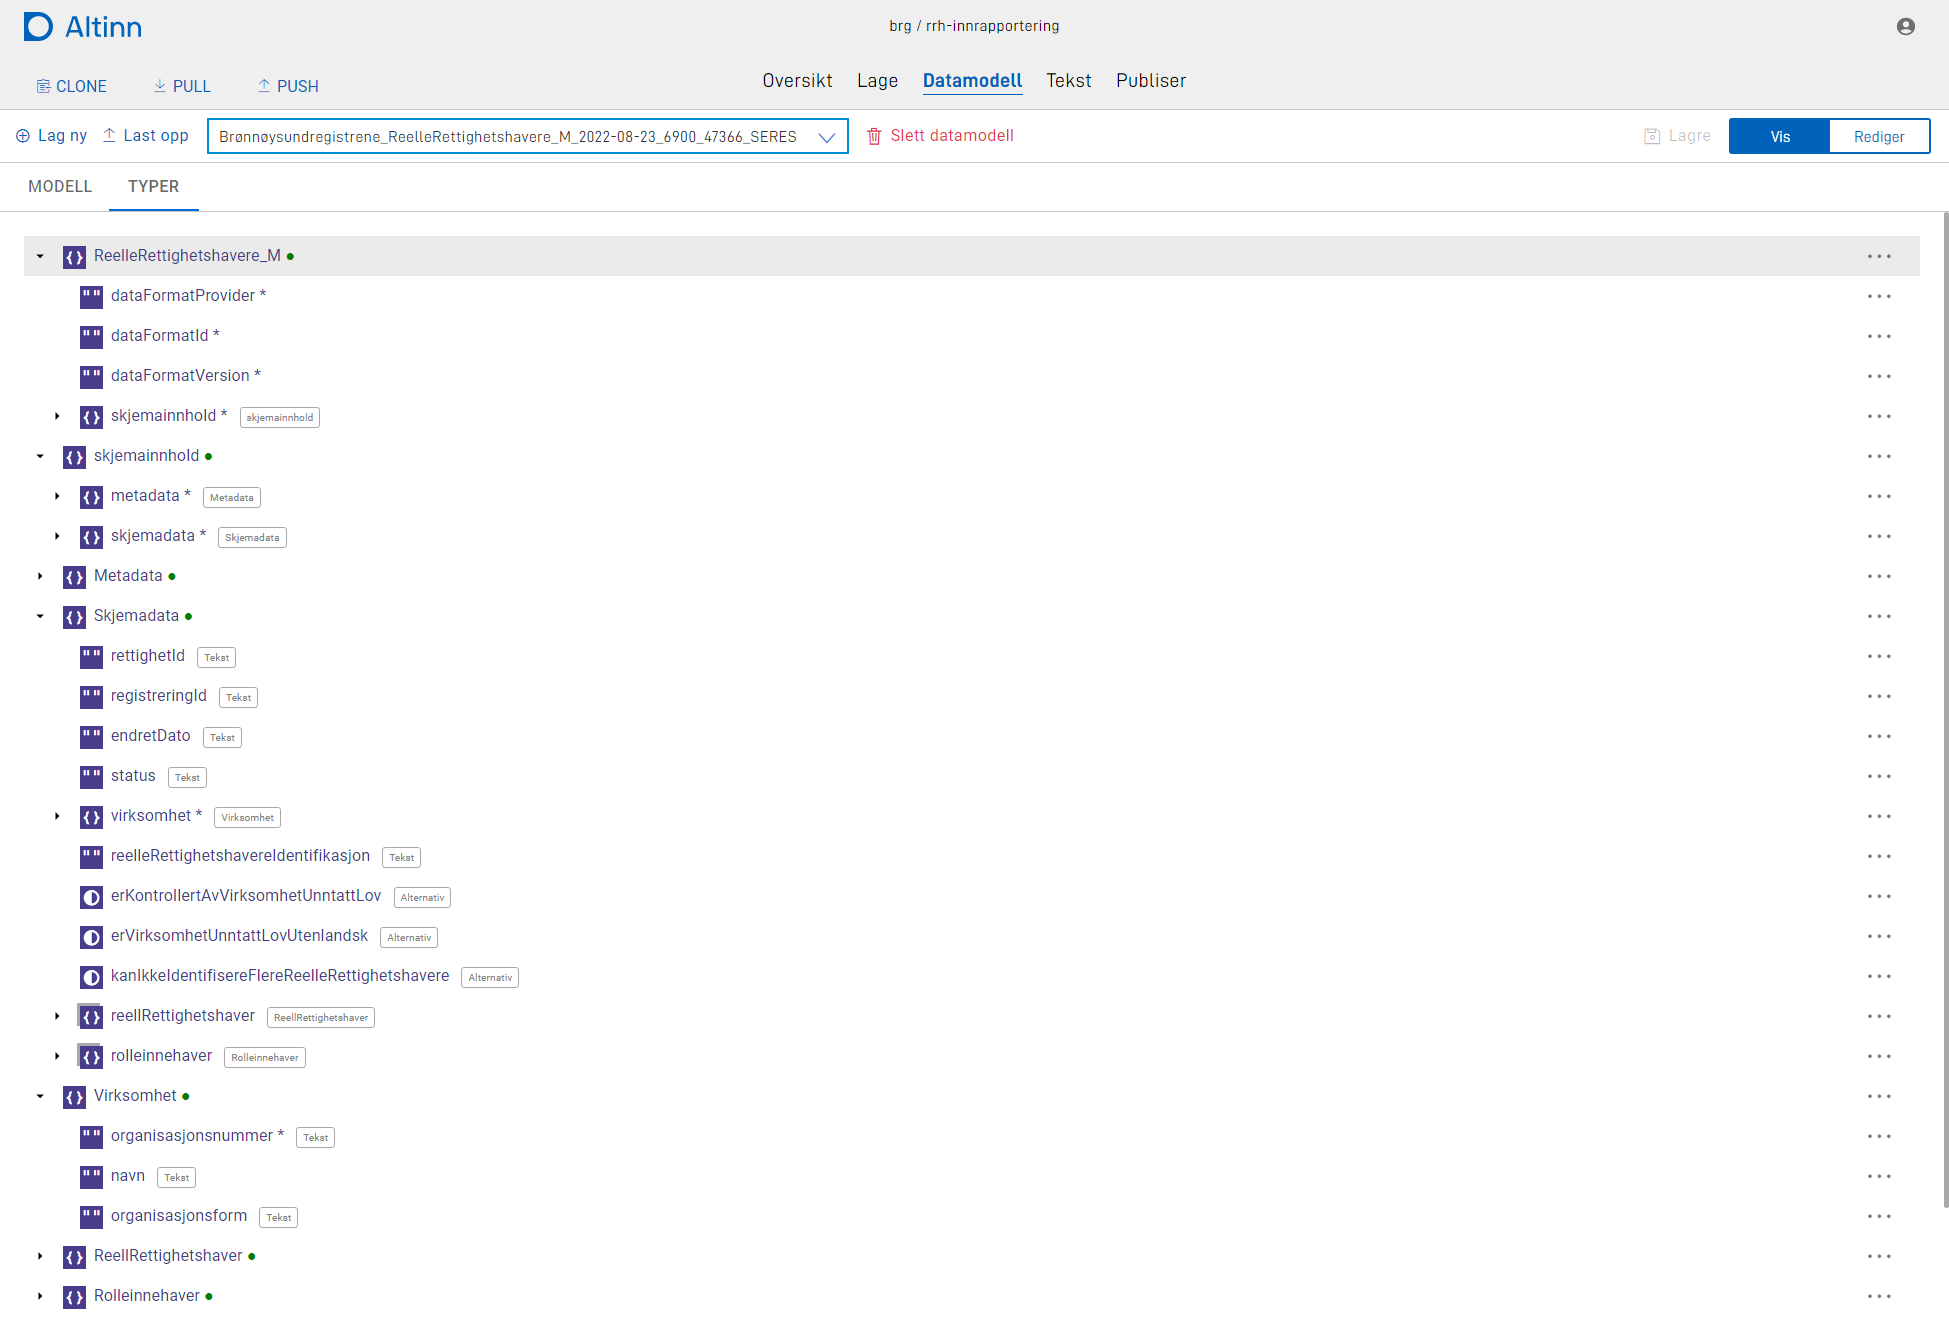 Altinn
brg / rrh-innrapportering
CLONE PULL PUSH
Oversikt Lage Datamodell Tekst Publiser
Lag ny Last opp Brønnøysundregistrene_ReelleRettighetshavere_M_2022-08-23_6900_47366_SERES Slett datamodell Lagre Vis Rediger
MODELL TYPER
ReelleRettighetshavere_M
dataFormatProvider *
dataFormatId *
dataFormatVersion *
skjemainnhold * skjemainnhold
skjemainnhold
metadata * Metadata
skjemadata * Skjemadata
Metadata
Skjemadata
rettighetId Tekst
registreringId Tekst
endretDato Tekst
status Tekst
virksomhet * Virksomhet
reelleRettighetshavereIdentifikasjon Tekst
erKontrollertAvVirksomhetUnntattLov Alternativ
erVirksomhetUnntattLovUtenlandsk Alternativ
kanIkkeIdentifisereFlereReelleRettighetshavere Alternativ
reellRettighetshaver ReellRettighetshaver
rolleinnehaver Rolleinnehaver
Virksomhet
organisasjonsnummer * Tekst
navn Tekst
organisasjonsform Tekst
ReellRettighetshaver
Rolleinnehaver